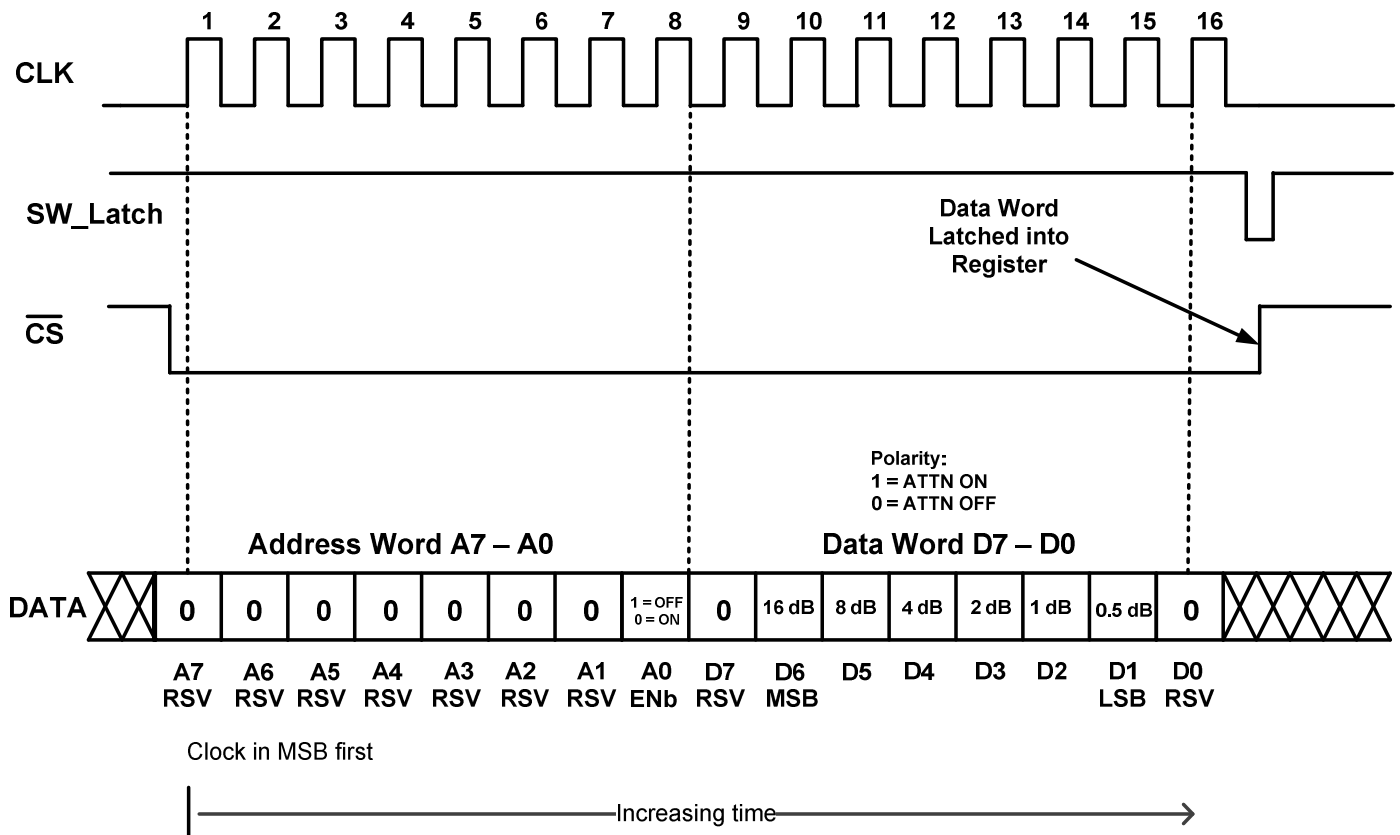 1 2 3 4 5 6 7 8 9 10 11 12 13 14 15 16
CLK
SW_Latch
Data Word
Latched into
Register
CS
Polarity:
1 = ATTN ON
0 = ATTN OFF
Address Word A7 – A0
Data Word D7 – D0
DATA
0 0 0 0 0 0 0 1 = OFF 0 16 dB 8 dB 4 dB 2 dB 1 dB 0.5 dB 0
0 = ON
A7 A6 A5 A4 A3 A2 A1 A0 D7 D6 D5 D4 D3 D2 D1 D0
RSV RSV RSV RSV RSV RSV RSV ENb RSV MSB LSB RSV
Clock in MSB first
Increasing time